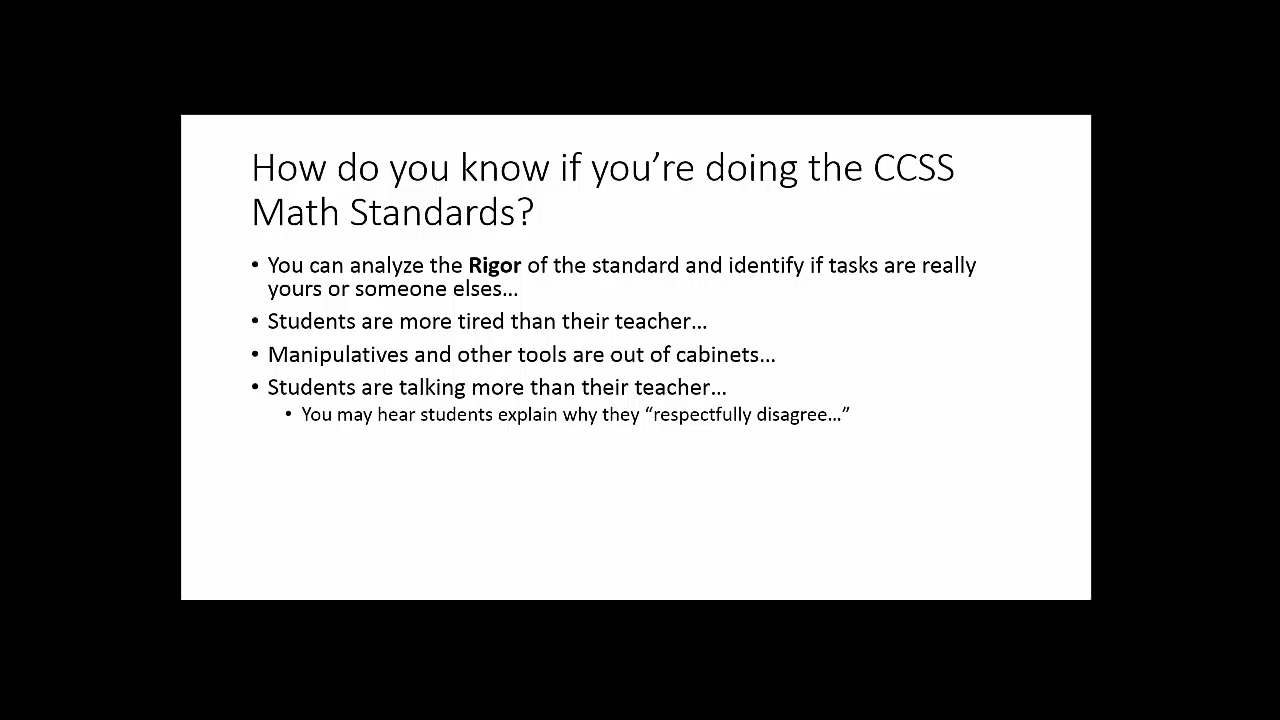 How do you know if you’re doing the CCSS
Math Standards?
• You can analyze the Rigor of the standard and identify if tasks are really
yours or someone elses…
• Students are more tired than their teacher…
• Manipulatives and other tools are out of cabinets…
• Students are talking more than their teacher…
• You may hear students explain why they “respectfully disagree…”